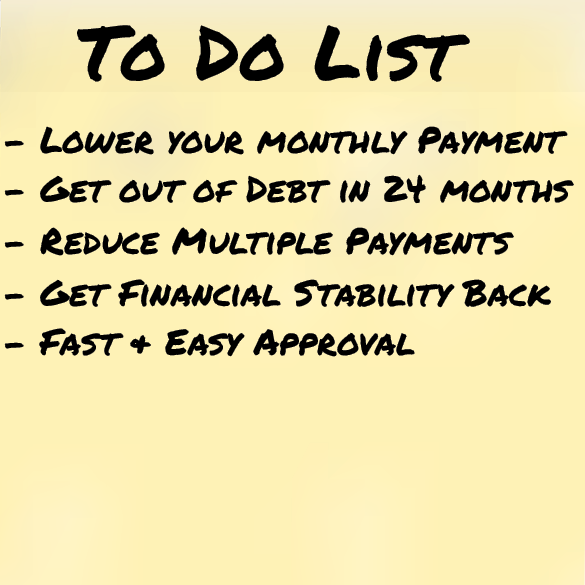 To Do List
- Lower your monthly Payment
- Get out of Debt in 24 months
- Reduce Multiple Payments
- Get Financial Stability Back
- Fast & Easy Approval